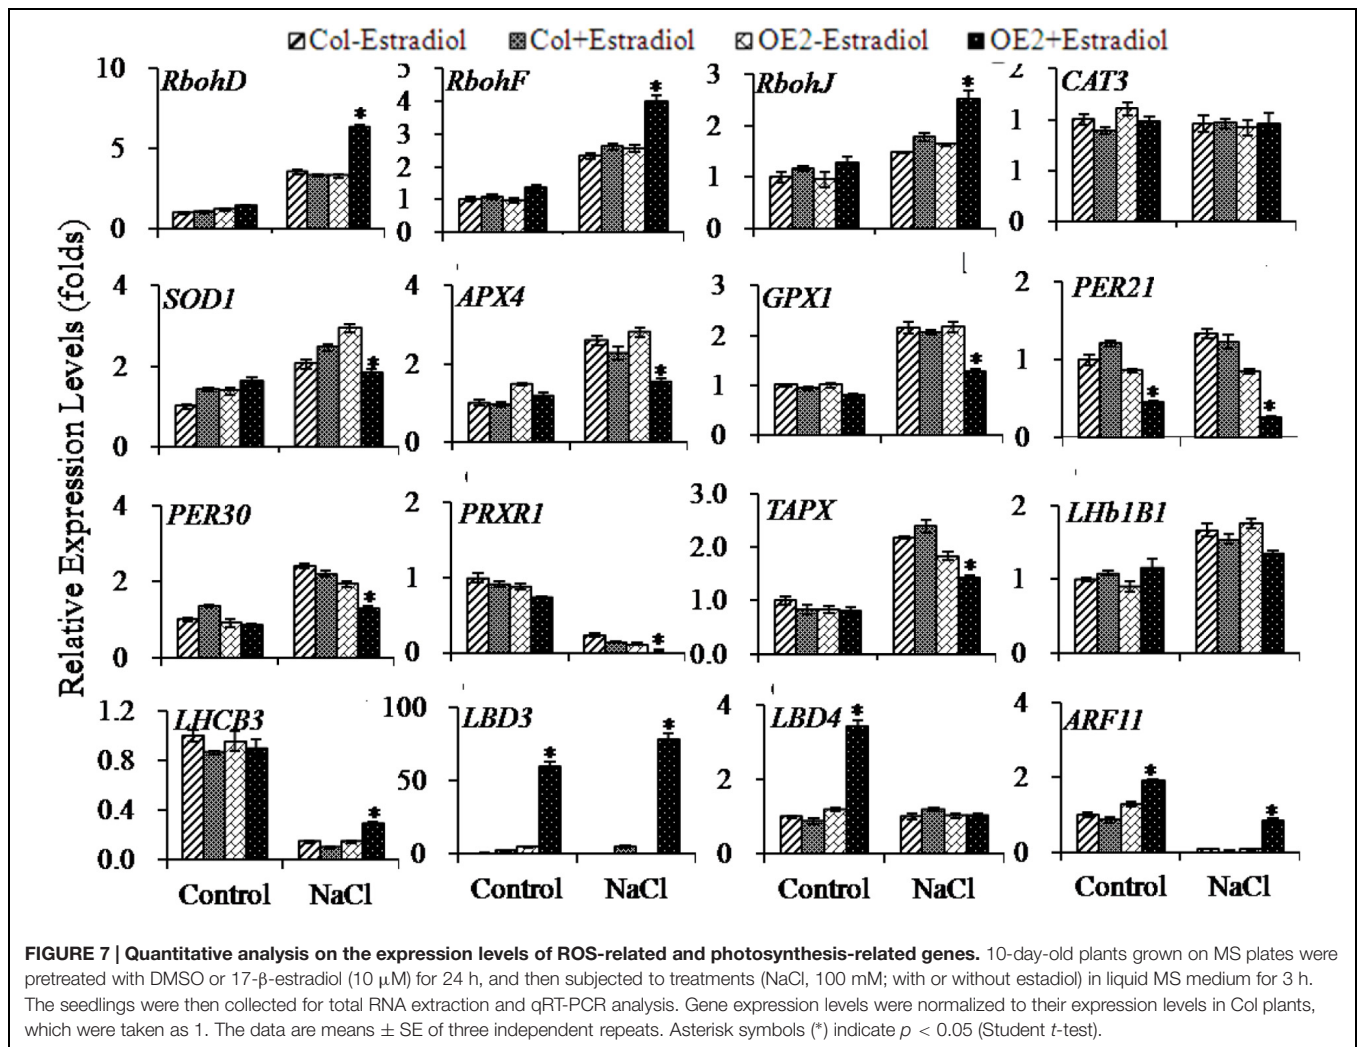 Col-Estradiol Col+Estradiol OE2-Estradiol OE2+Estradiol
Relative Expression Levels (folds)
RbohD
10
5
0
*
RbohF
5
4
3
2
1
0
*
RbohJ
3
2
1
0
*
CAT3
2
1
1
0
SOD1
4
2
0
*
APX4
4
2
0
*
GPX1
3
2
1
0
*
PER21
2
1
0
*
*
PER30
4
2
0
*
PRXR1
2
1
0
*
TAPX
3.0
2.0
1.0
0.0
*
LHb1B1
2
1
0
LHCB3
1.2
0.8
0.4
0.0
*
Control NaCl
LBD3
100
50
0
*
*
Control NaCl
LBD4
4
2
0
*
Control NaCl
ARF11
4
2
0
*
*
Control NaCl
FIGURE 7 | Quantitative analysis on the expression levels of ROS-related and photosynthesis-related genes. 10-day-old plants grown on MS plates were
pretreated with DMSO or 17-β-estradiol (10 μM) for 24 h, and then subjected to treatments (NaCl, 100 mM; with or without estadiol) in liquid MS medium for 3 h.
The seedlings were then collected for total RNA extraction and qRT-PCR analysis. Gene expression levels were normalized to their expression levels in Col plants,
which were taken as 1. The data are means ± SE of three independent repeats. Asterisk symbols (*) indicate p < 0.05 (Student t-test).